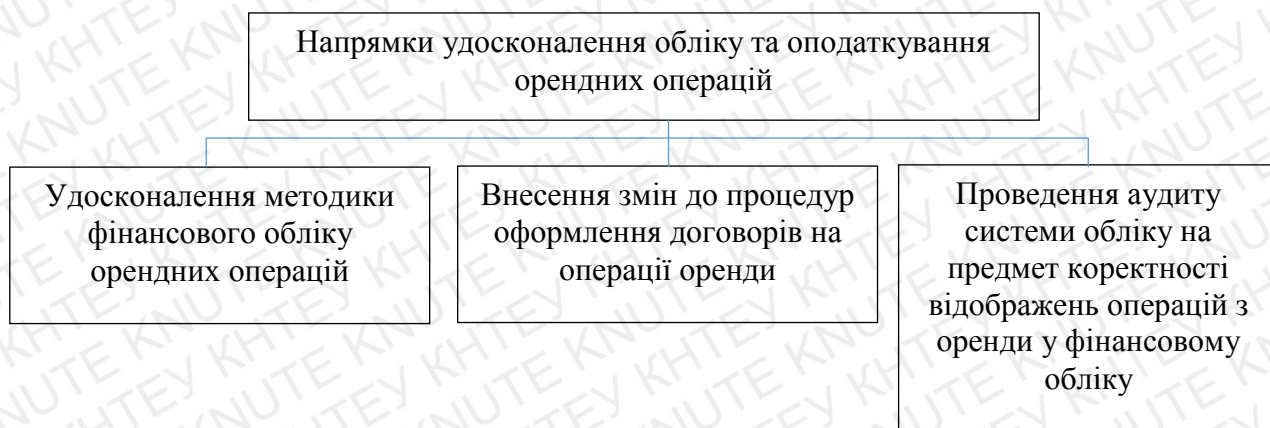 Напрямки удосконалення обліку та оподаткування
орендних операцій
Удосконалення методики
фінансового обліку
орендних операцій
Внесення змін до процедур
оформлення договорів на
операції оренди
Проведення аудиту
системи обліку на
предмет коректності
відображень операцій з
оренди у фінансовому
обліку